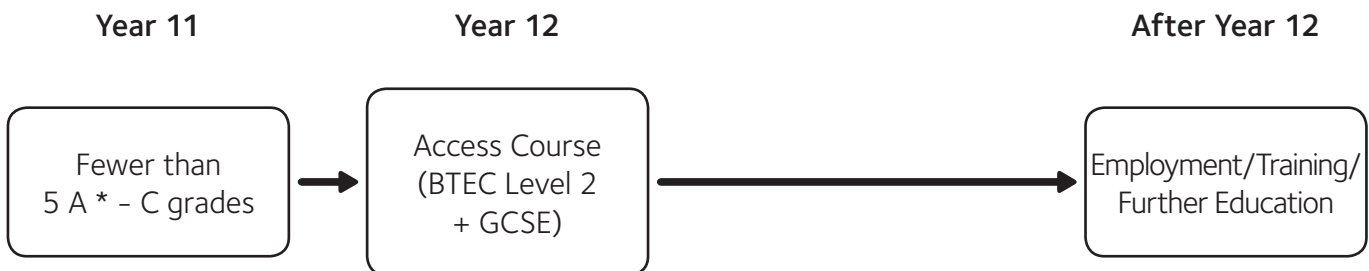 Year 11
Year 12
After Year 12
Fewer than
5 A * – C grades
Access Course
(BTEC Level 2
+ GCSE)
Employment/Training/
Further Education